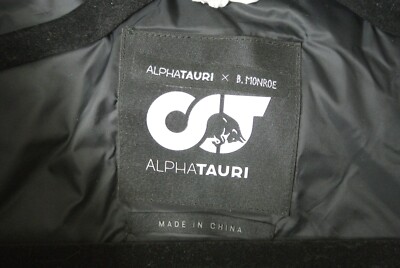 ALPHATAURI × B. MONROE
ALPHATAURI
MADE IN CHINA